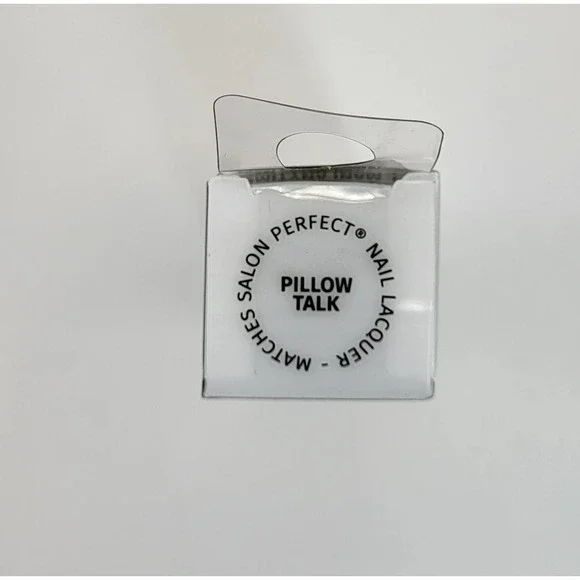 MATCHES SALON PERFECT® NAIL LACQUER -
PILLOW
TALK